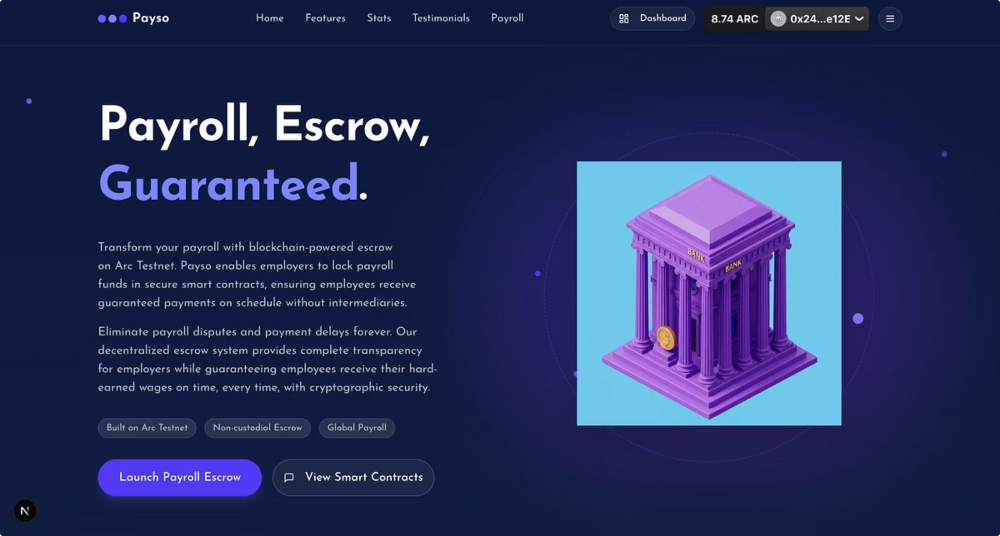 Payso
Home
Features
Stats
Testimonials
Payroll
Dashboard
8.74 ARC
0x24...e12E
Payroll, Escrow,
Guaranteed.
Transform your payroll with blockchain-powered escrow
on Arc Testnet. Payso enables employers to lock payroll
funds in secure smart contracts, ensuring employees receive
guaranteed payments on schedule without intermediaries.
Eliminate payroll disputes and payment delays forever. Our
decentralized escrow system provides complete transparency
for employers while guaranteeing employees receive their hard-
earned wages on time, every time, with cryptographic security.
Built on Arc Testnet
Non-custodial Escrow
Global Payroll
Launch Payroll Escrow
View Smart Contracts
BANK
BANK
$
N